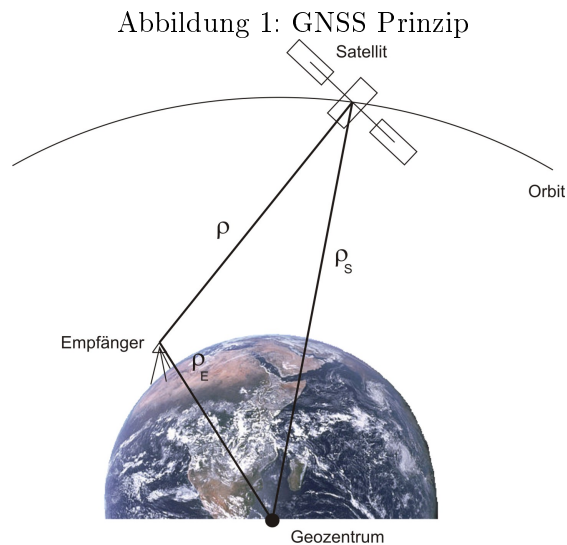 Abbildung 1: GNSS Prinzip
Satellit
Orbit
ρ
ρS
Empfänger
ρE
Geozentrum